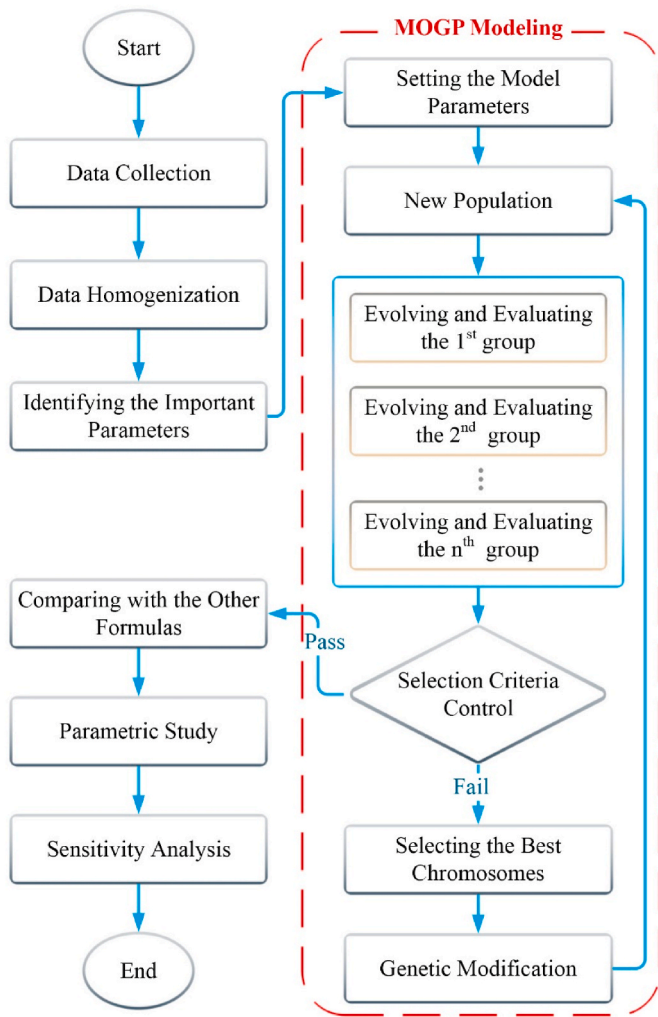 Start
Data Collection
Data Homogenization
Identifying the Important
Parameters
MOGP Modeling
Setting the Model
Parameters
New Population
Evolving and Evaluating
the 1st group
Evolving and Evaluating
the 2nd group
⋮
Evolving and Evaluating
the nth group
Selection Criteria
Control
Pass
Fail
Selecting the Best
Chromosomes
Genetic Modification
Comparing with the Other
Formulas
Parametric Study
Sensitivity Analysis
End